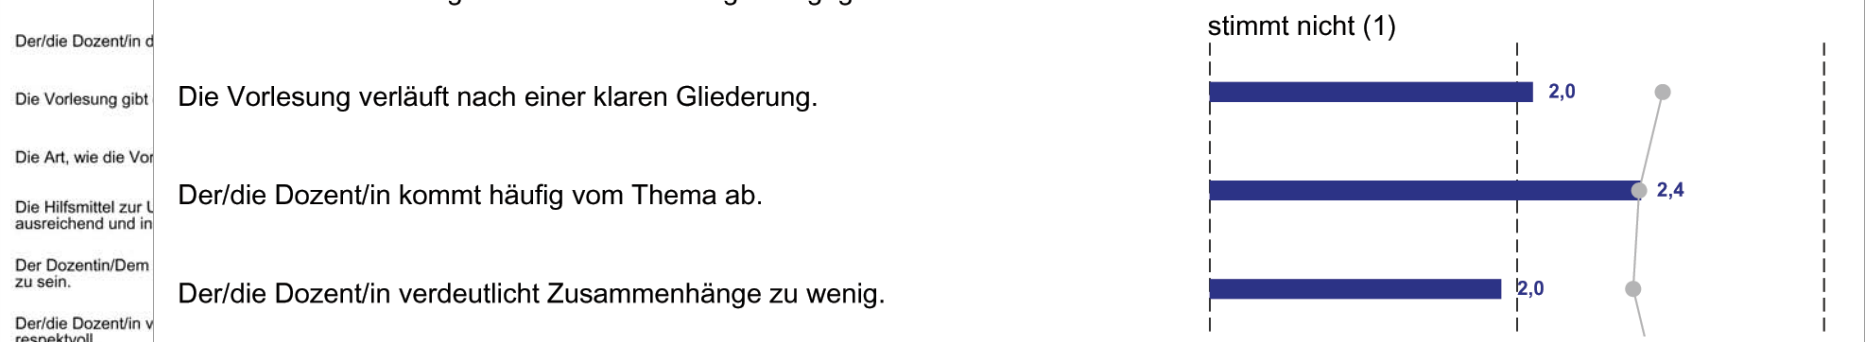 stimmt nicht (1)
Der/die Dozent/in d
Die Vorlesung gibt
Die Vorlesung verläuft nach einer klaren Gliederung.
2,0
Die Art, wie die Vor
Der/die Dozent/in kommt häufig vom Thema ab.
2,4
Die Hilfsmittel zur
ausreichend und in
Der Dozentin/Dem
zu sein.
Der/die Dozent/in verdeutlicht Zusammenhänge zu wenig.
2,0
Der/die Dozent/in v
respektvoll